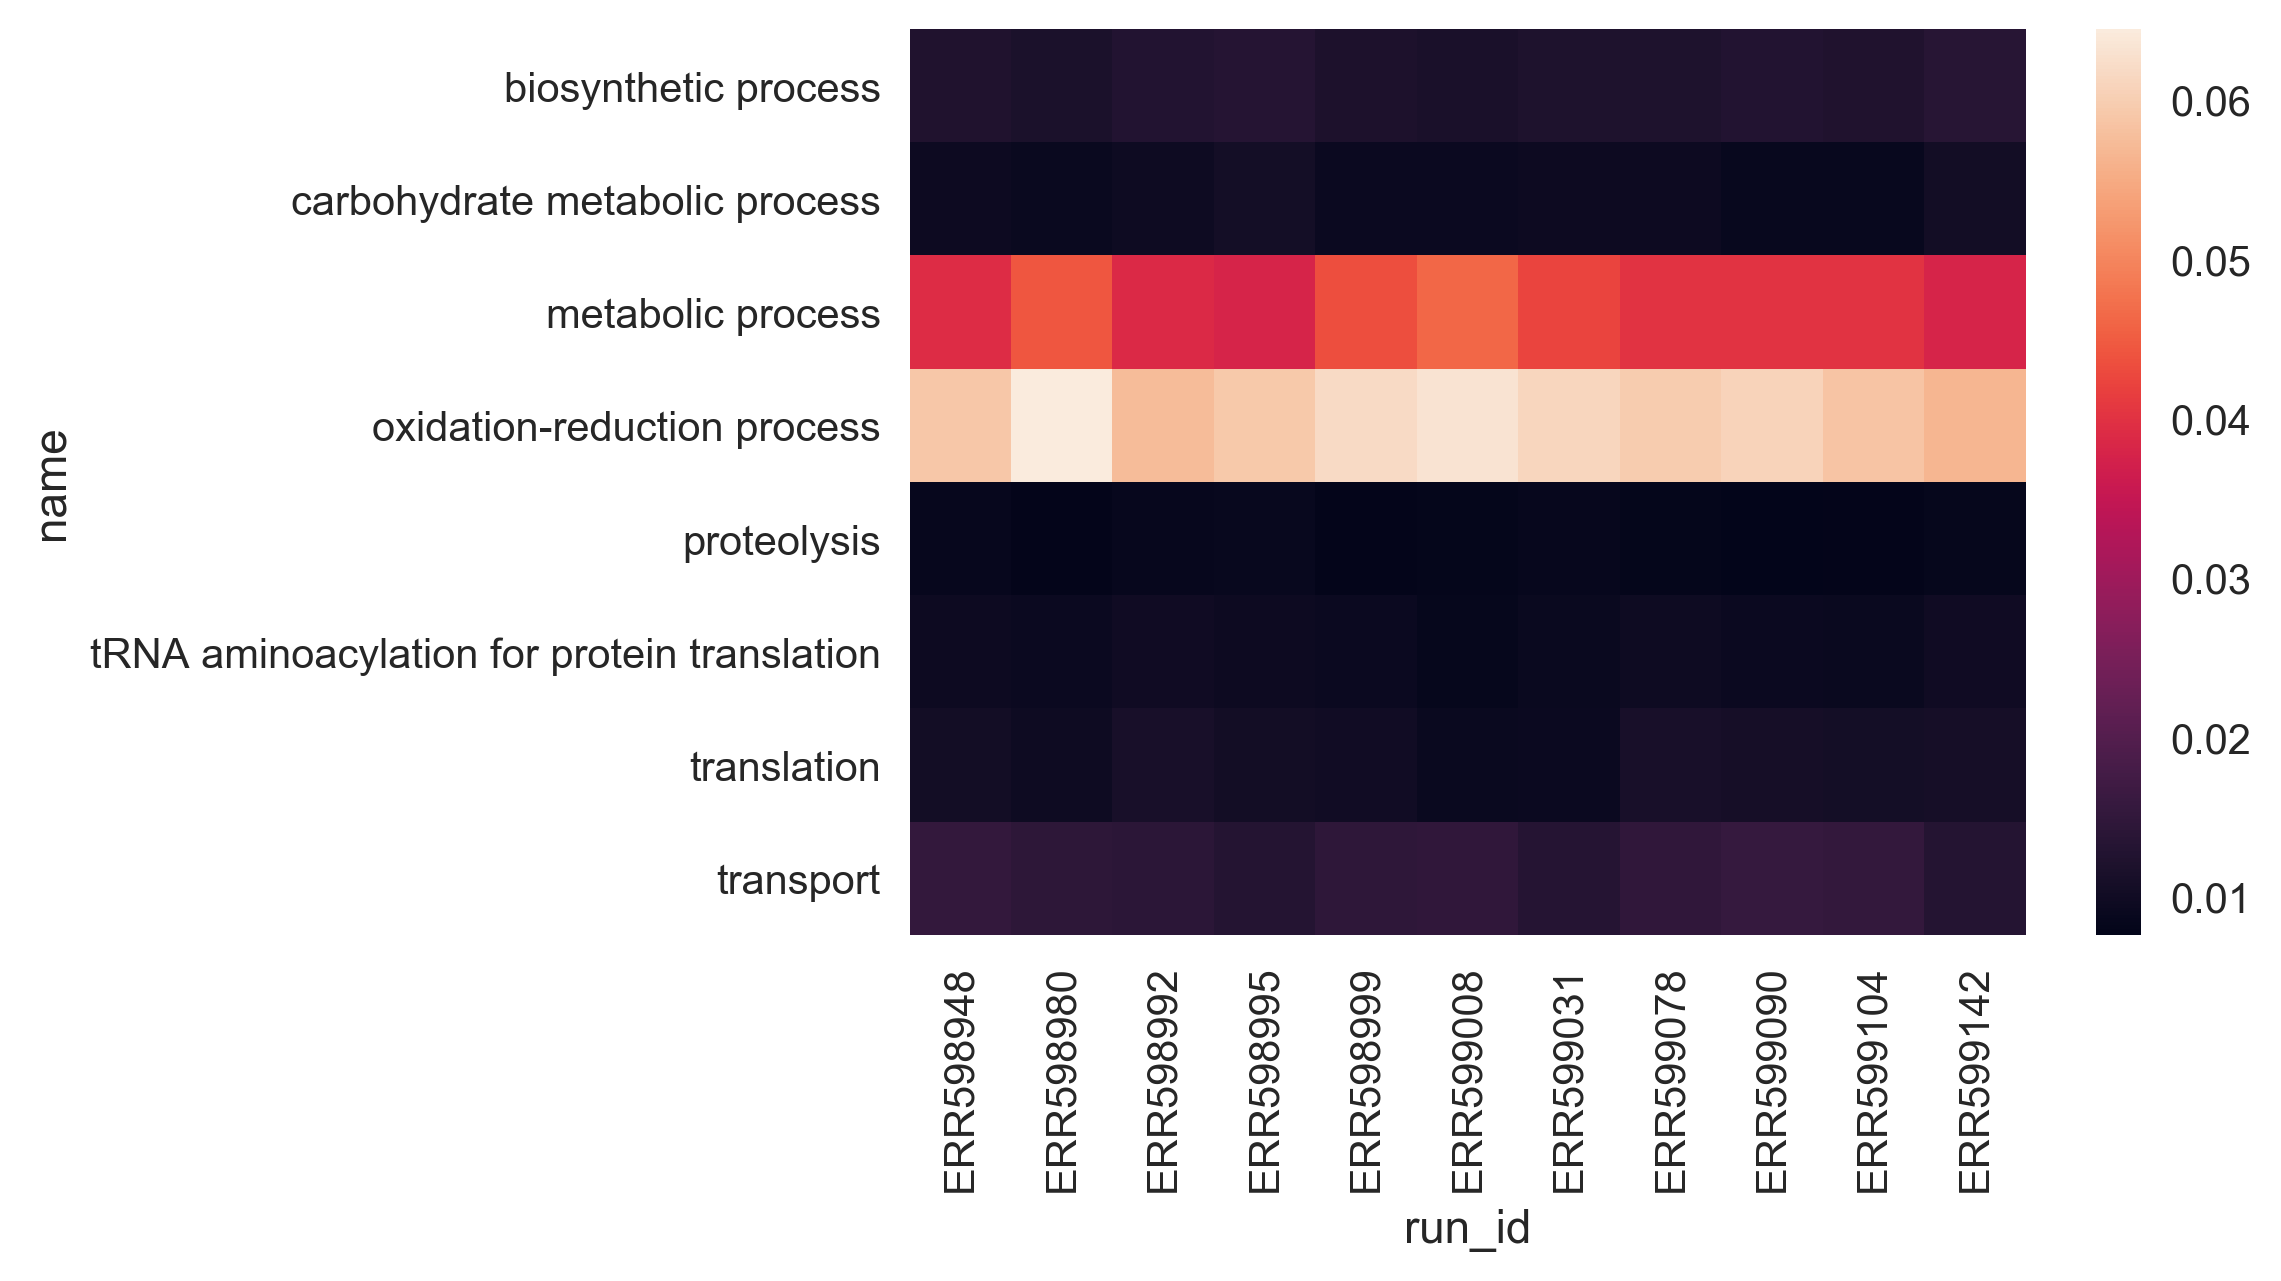 name
biosynthetic process
carbohydrate metabolic process
metabolic process
oxidation-reduction process
proteolysis
tRNA aminoacylation for protein translation
translation
transport
ERR598948
ERR598980
ERR598992
ERR598995
ERR598999
ERR599008
ERR599031
ERR599078
ERR599090
ERR599104
ERR599142
run_id
0.06
0.05
0.04
0.03
0.02
0.01